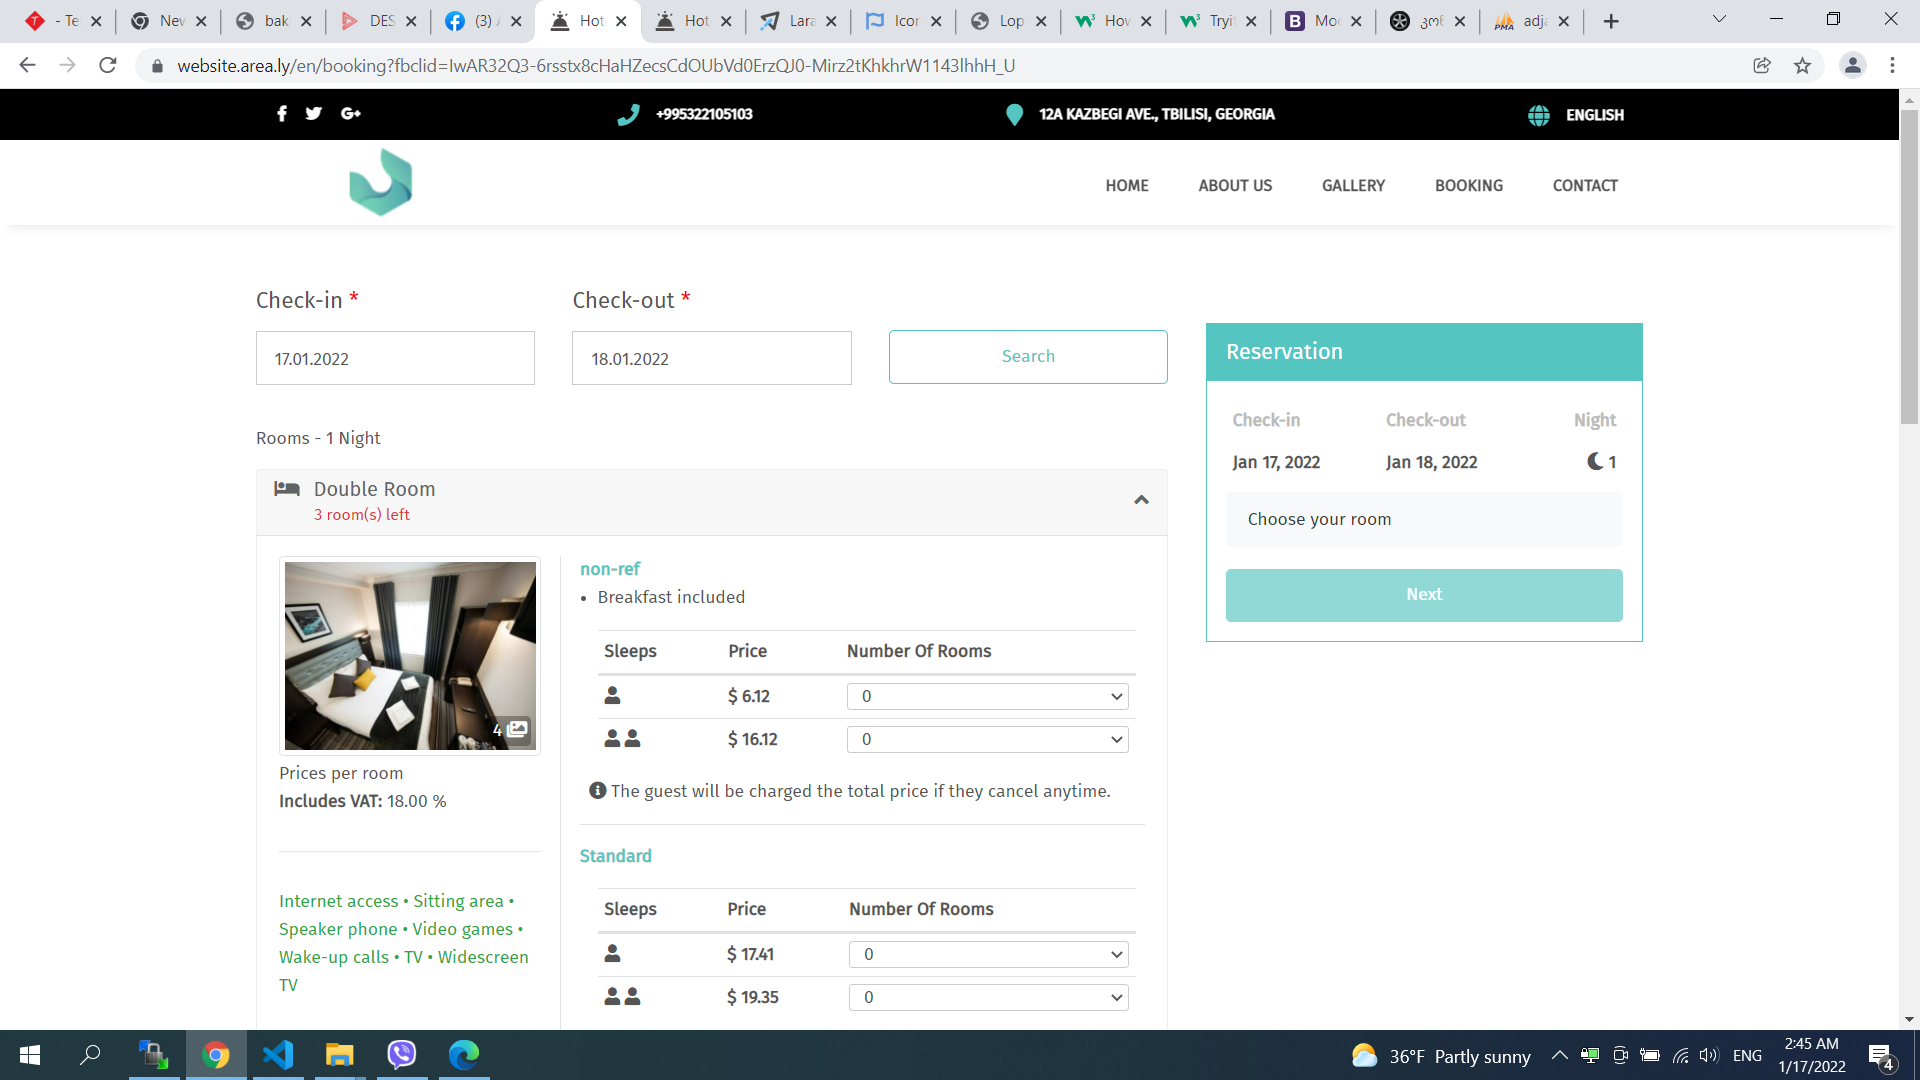 - Te
Nev
bak
DES
(3)
Hot
Hot
Lara
Icor
Lop
Hov
Tryi
Mo
კონ
adja
website.area.ly/en/booking?fbclid=IwAR32Q3-6rsstx8cHaHZecsCdOUbVd0ErzQJ0-Mirz2tKhkhrW1143lhhH_U
+995322105103
12A KAZBEGI AVE., TBILISI, GEORGIA
ENGLISH
HOME ABOUT US GALLERY BOOKING CONTACT
Check-in *
Check-out *
17.01.2022
18.01.2022
Search
Rooms - 1 Night
Double Room
3 room(s) left
4
Prices per room
Includes VAT: 18.00 %
Internet access • Sitting area •
Speaker phone • Video games •
Wake-up calls • TV • Widescreen
TV
non-ref
• Breakfast included
Sleeps Price Number Of Rooms
$ 6.12 0
$ 16.12 0
The guest will be charged the total price if they cancel anytime.
Standard
Sleeps Price Number Of Rooms
$ 17.41 0
$ 19.35 0
Reservation
Check-in Check-out Night
Jan 17, 2022 Jan 18, 2022 1
Choose your room
Next
36°F Partly sunny
ENG
2:45 AM
1/17/2022
4